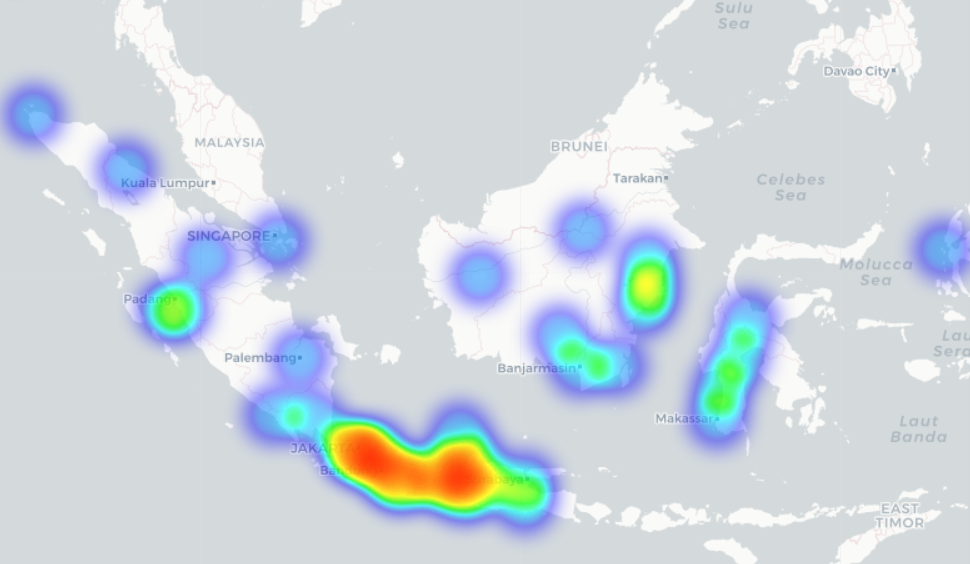 Sulu
Sea
Davao City
MALAYSIA
BRUNEI
Kuala Lumpur
Tarakan
Celebes
Sea
SINGAPORE
Molucca
Sea
Padang
Palembang
Banjarmasin
Makassar
Laut
Banda
JAKARTA
EAST
TIMOR